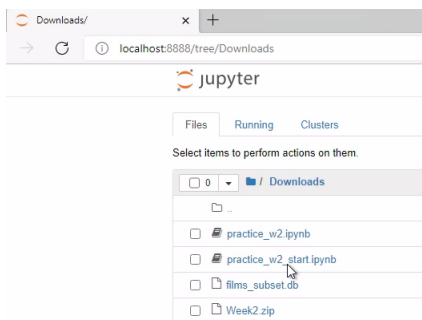 Downloads/
localhost:8888/tree/Downloads
jupyter
Files Running Clusters
Select items to perform actions on them.
0 / Downloads
..
practice_w2.ipynb
practice_w2_start.ipynb
films_subset.db
Week2.zip